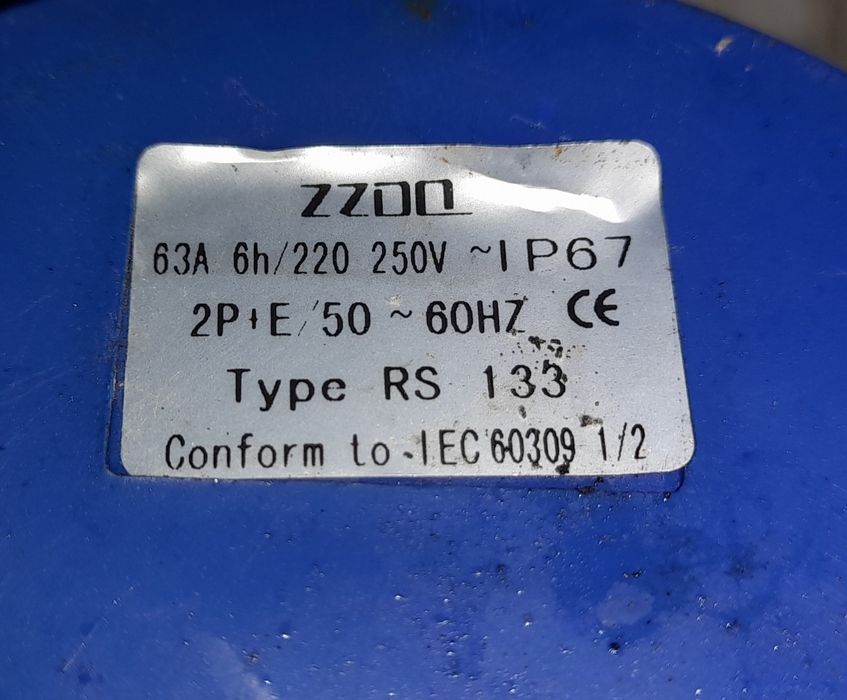 ZZDQ
63A 6h/220 250V ~IP67
2P+E/50 ~ 60HZ CE
Type RS 133
Conform to IEC 60309 1/2